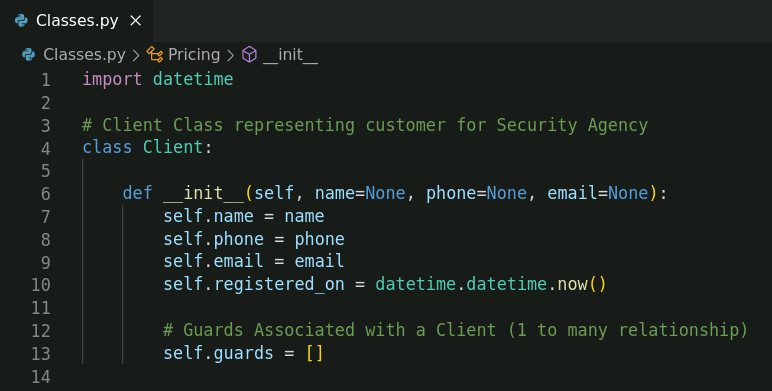 Classes.py ×
Classes.py > Pricing > __init__
1 import datetime
2
3 # Client Class representing customer for Security Agency
4 class Client:
5
6     def __init__(self, name=None, phone=None, email=None):
7         self.name = name
8         self.phone = phone
9         self.email = email
10         self.registered_on = datetime.datetime.now()
11
12         # Guards Associated with a Client (1 to many relationship)
13         self.guards = []
14